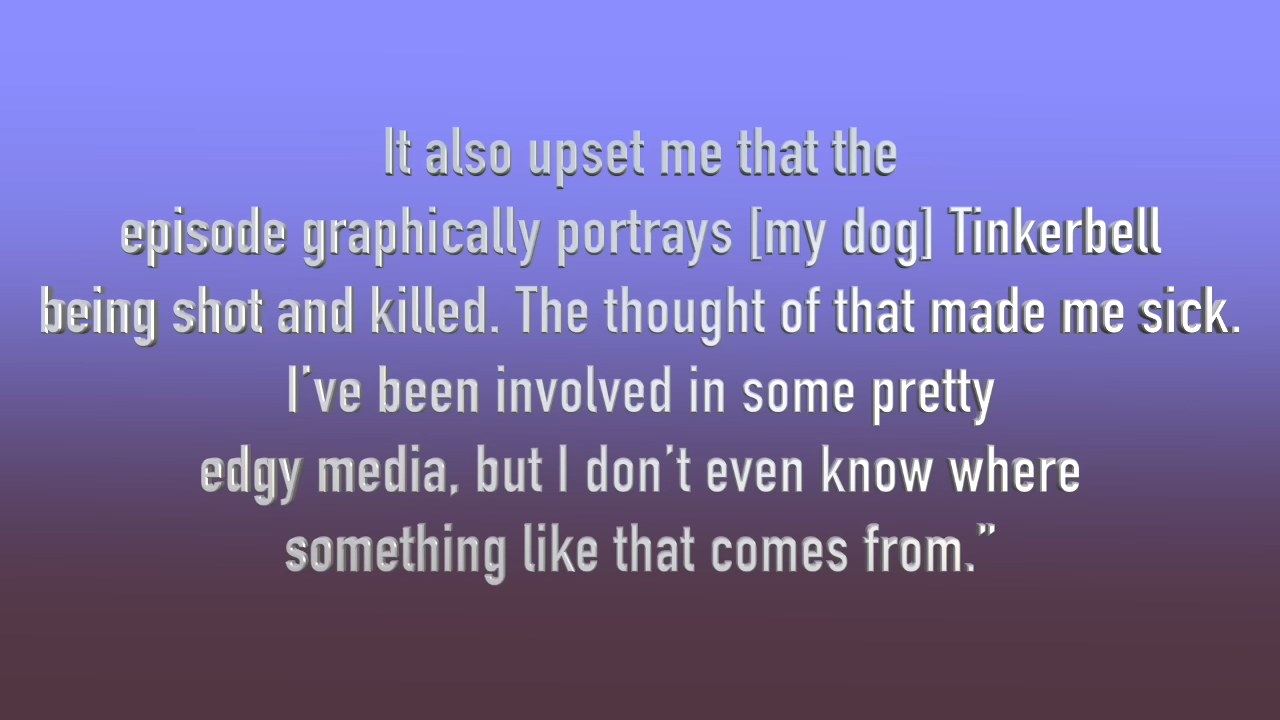 It also upset me that the
episode graphically portrays [my dog] Tinkerbell
being shot and killed. The thought of that made me sick.
I’ve been involved in some pretty
edgy media, but I don’t even know where
something like that comes from.”